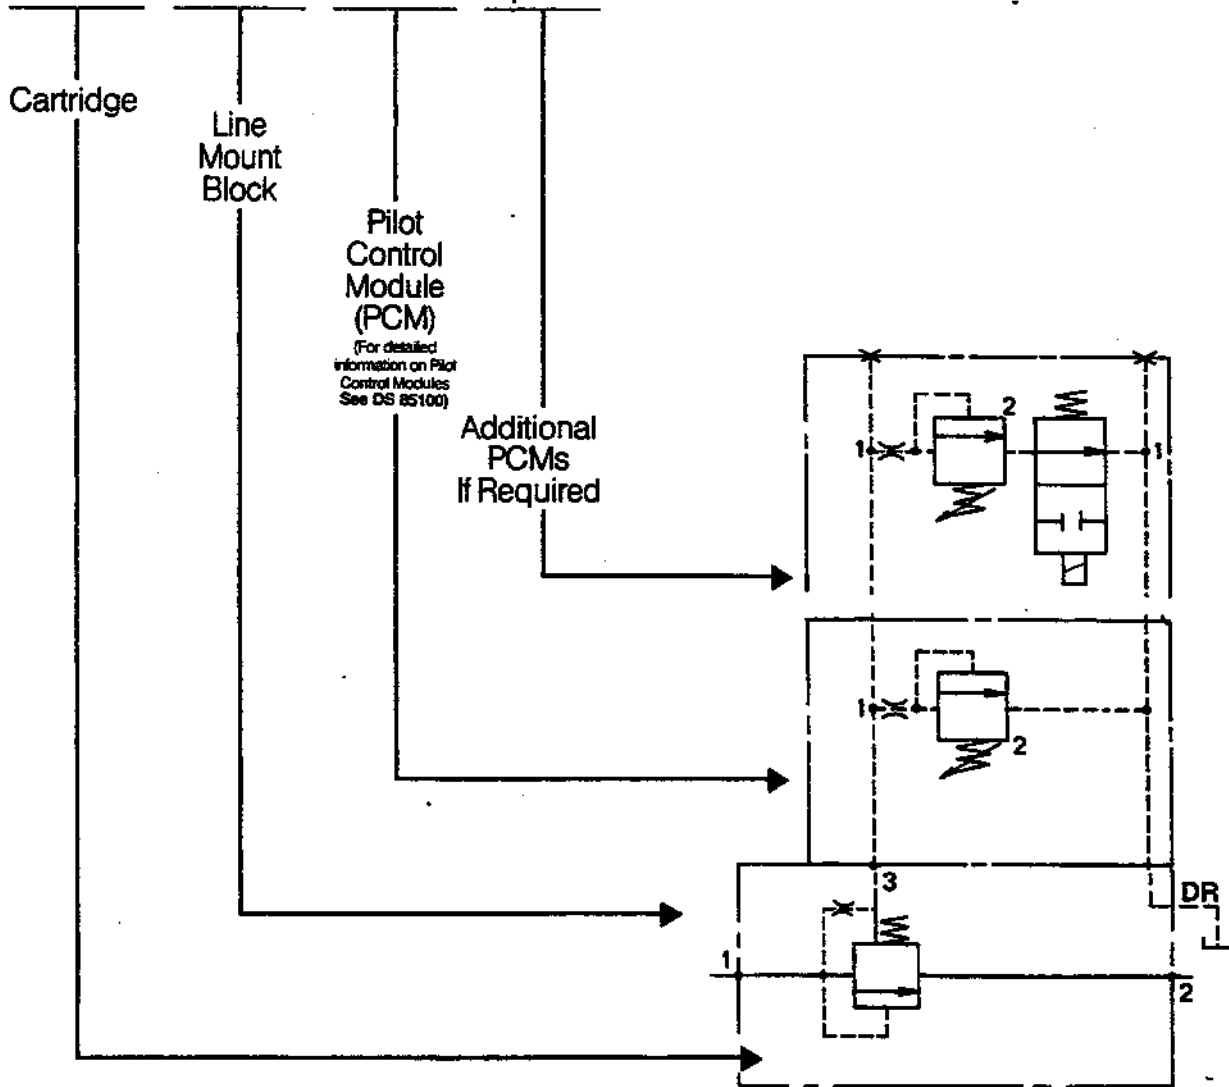 Cartridge
Line
Mount
Block
Pilot
Control
Module
(PCM)
(For detailed
information on Pilot
Control Modules
See DS 85100)
Additional
PCMs
If Required
2
1
1
1
2
3
DR
1
2